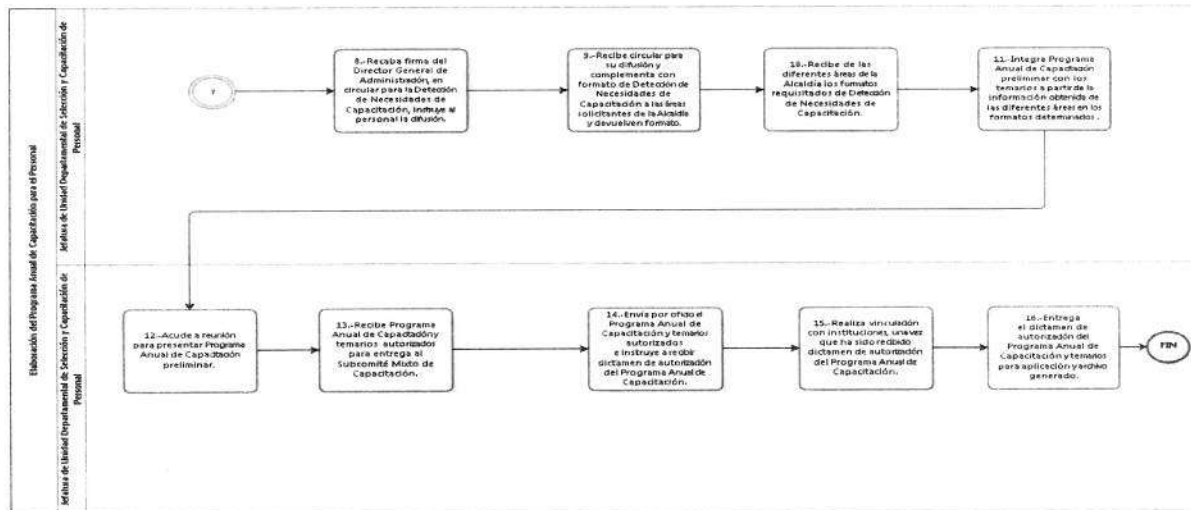 Elaboración del Programa Anual de Capacitación para el Personal
Jefatura de Unidad Departamental de Selección y Capacitación de
Personal
8.-Recaba firma del
Director General de
Administración, en
circular para la Detección
de Necesidades de
Capacitación, instruye al
personal la difusión.
9.-Recibe circular para
su difusión y
complementa con
formato de Detección de
Necesidades de
Capacitación a las áreas
solicitantes de la Alcaldía
y devuelven formato.
10.-Recibe de las
diferentes áreas de la
Alcaldía los formatos
requisitados de Detección
de Necesidades de
Capacitación.
11.-Integra Programa
Anual de Capacitación
preliminar con los
temarios a partir de la
información obtenida de
las diferentes áreas en los
formatos determinados.
Jefatura de Unidad Departamental de Selección y Capacitación de
Personal
12.-Acude a reunión
para presentar Programa
Anual de Capacitación
preliminar.
13.-Recibe Programa
Anual de Capacitación y
temarios autorizados
para entrega al
Subcomité Mixto de
Capacitación.
14.-Envía por oficio el
Programa Anual de
Capacitación y temarios
autorizados
e instruye a recibir
dictamen de autorización
del Programa Anual de
Capacitación.
15.-Realiza vinculación
con instituciones, una vez
que ha sido recibido
dictamen de autorización
del Programa Anual de
Capacitación.
16.-Entrega
el dictamen de
autorización del
Programa Anual de
Capacitación y temarios
para aplicación y archivo
generado.
FIN